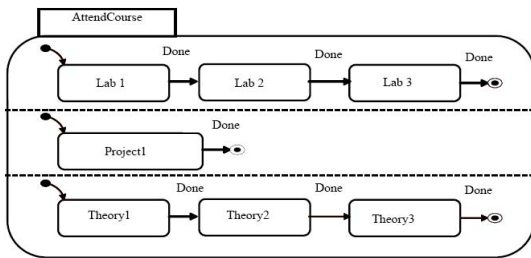 AttendCourse
Done Done Done
Lab 1 Lab 2 Lab 3
Done
Project1
Done Done Done
Theory1 Theory2 Theory3